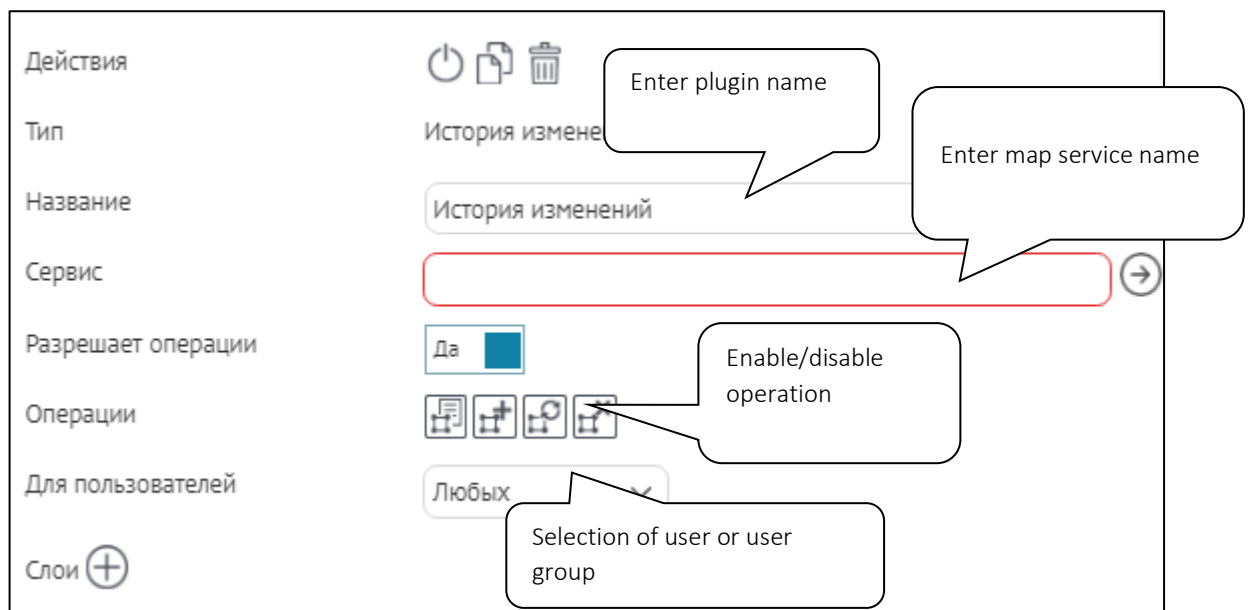 Действия
Enter plugin name
Тип
История измене
Enter map service name
Название
История изменений
Сервис
Разрешает операции
Да
Enable/disable
operation
Операции
Для пользователей
Любых
Selection of user or user
group
Слои